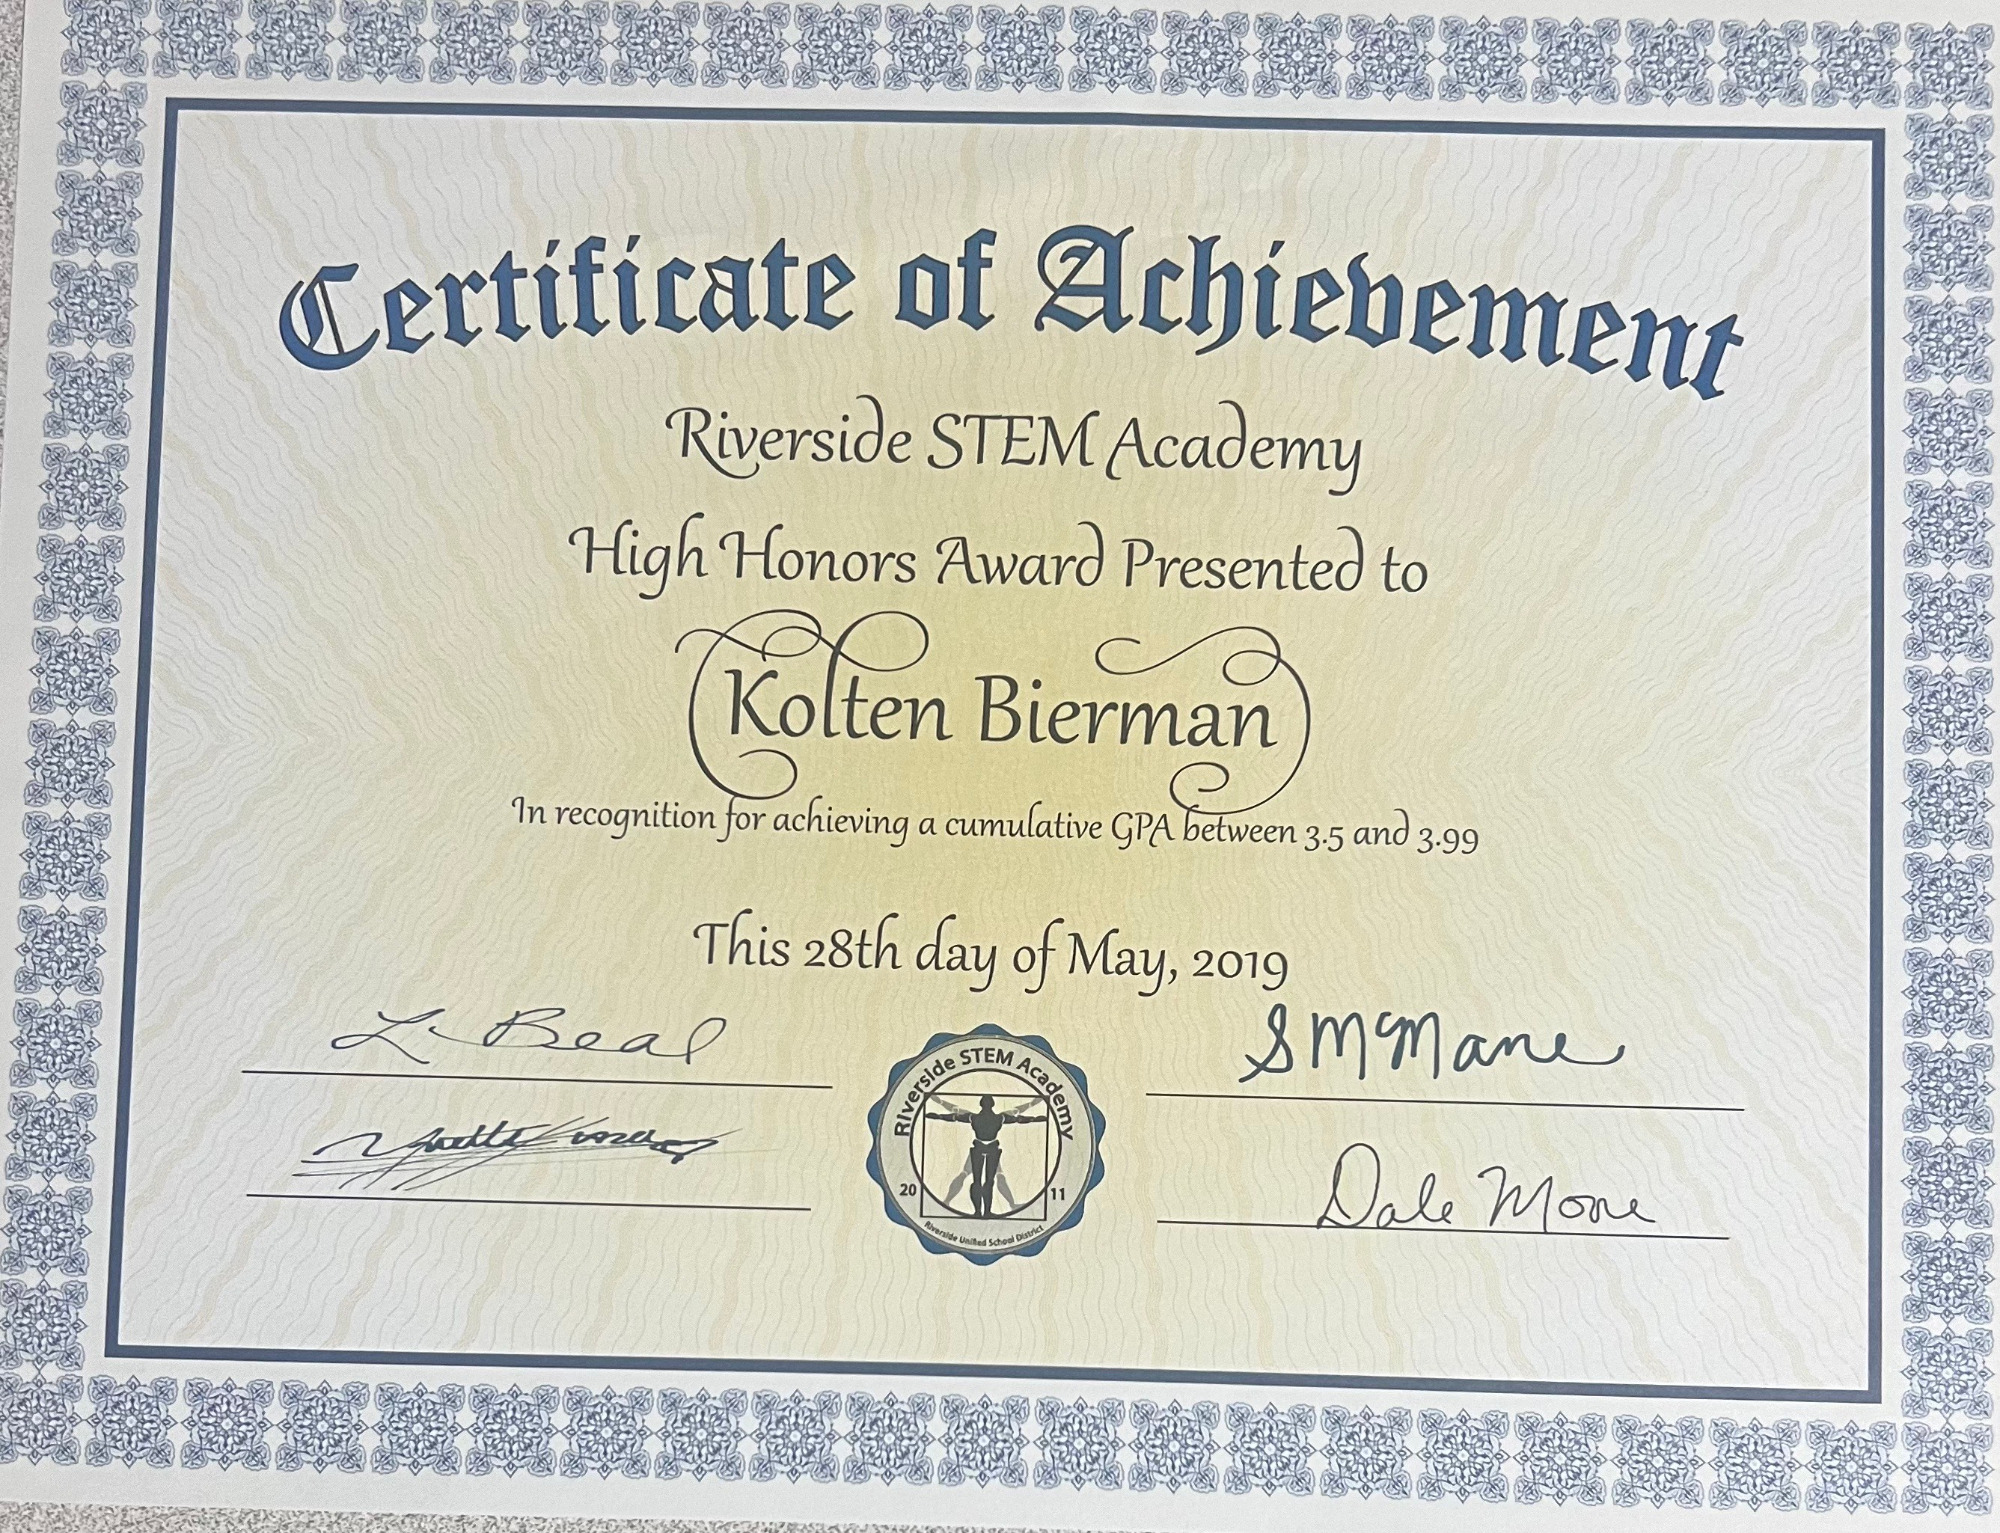 Certificate of Achievement
Riverside STEM Academy
High Honors Award Presented to
Kolten Bierman
In recognition for achieving a cumulative GPA between 3.5 and 3.99
This 28th day of May, 2019
L Beal
S McMane
Riverside STEM Academy
20 11
Riverside Unified School District
Dale Moore